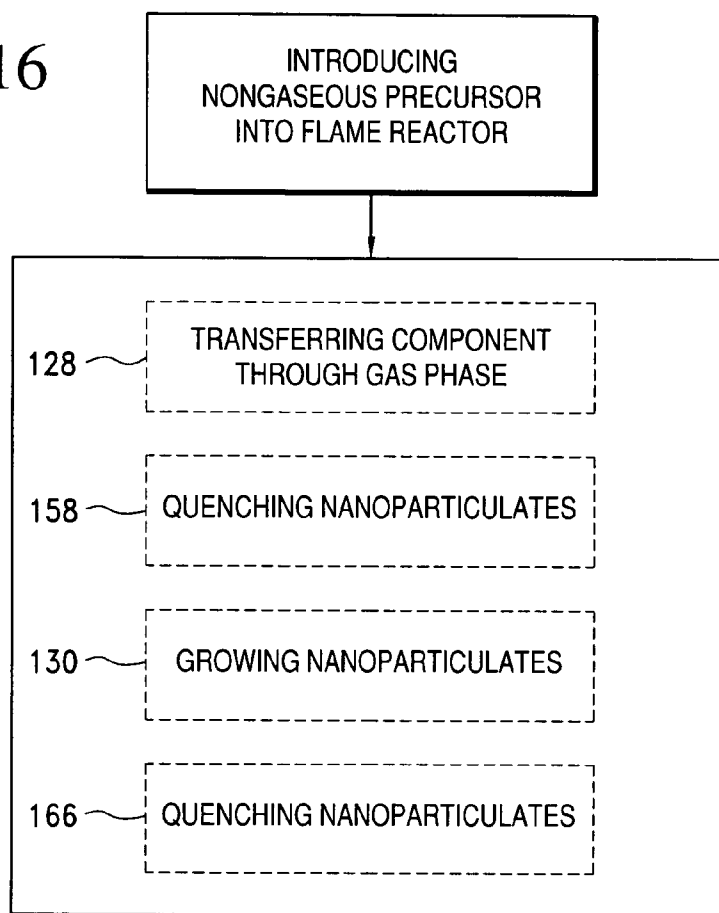 16
INTRODUCING
NONGASEOUS PRECURSOR
INTO FLAME REACTOR
128
TRANSFERRING COMPONENT
THROUGH GAS PHASE
158
QUENCHING NANOPARTICULATES
130
GROWING NANOPARTICULATES
166
QUENCHING NANOPARTICULATES